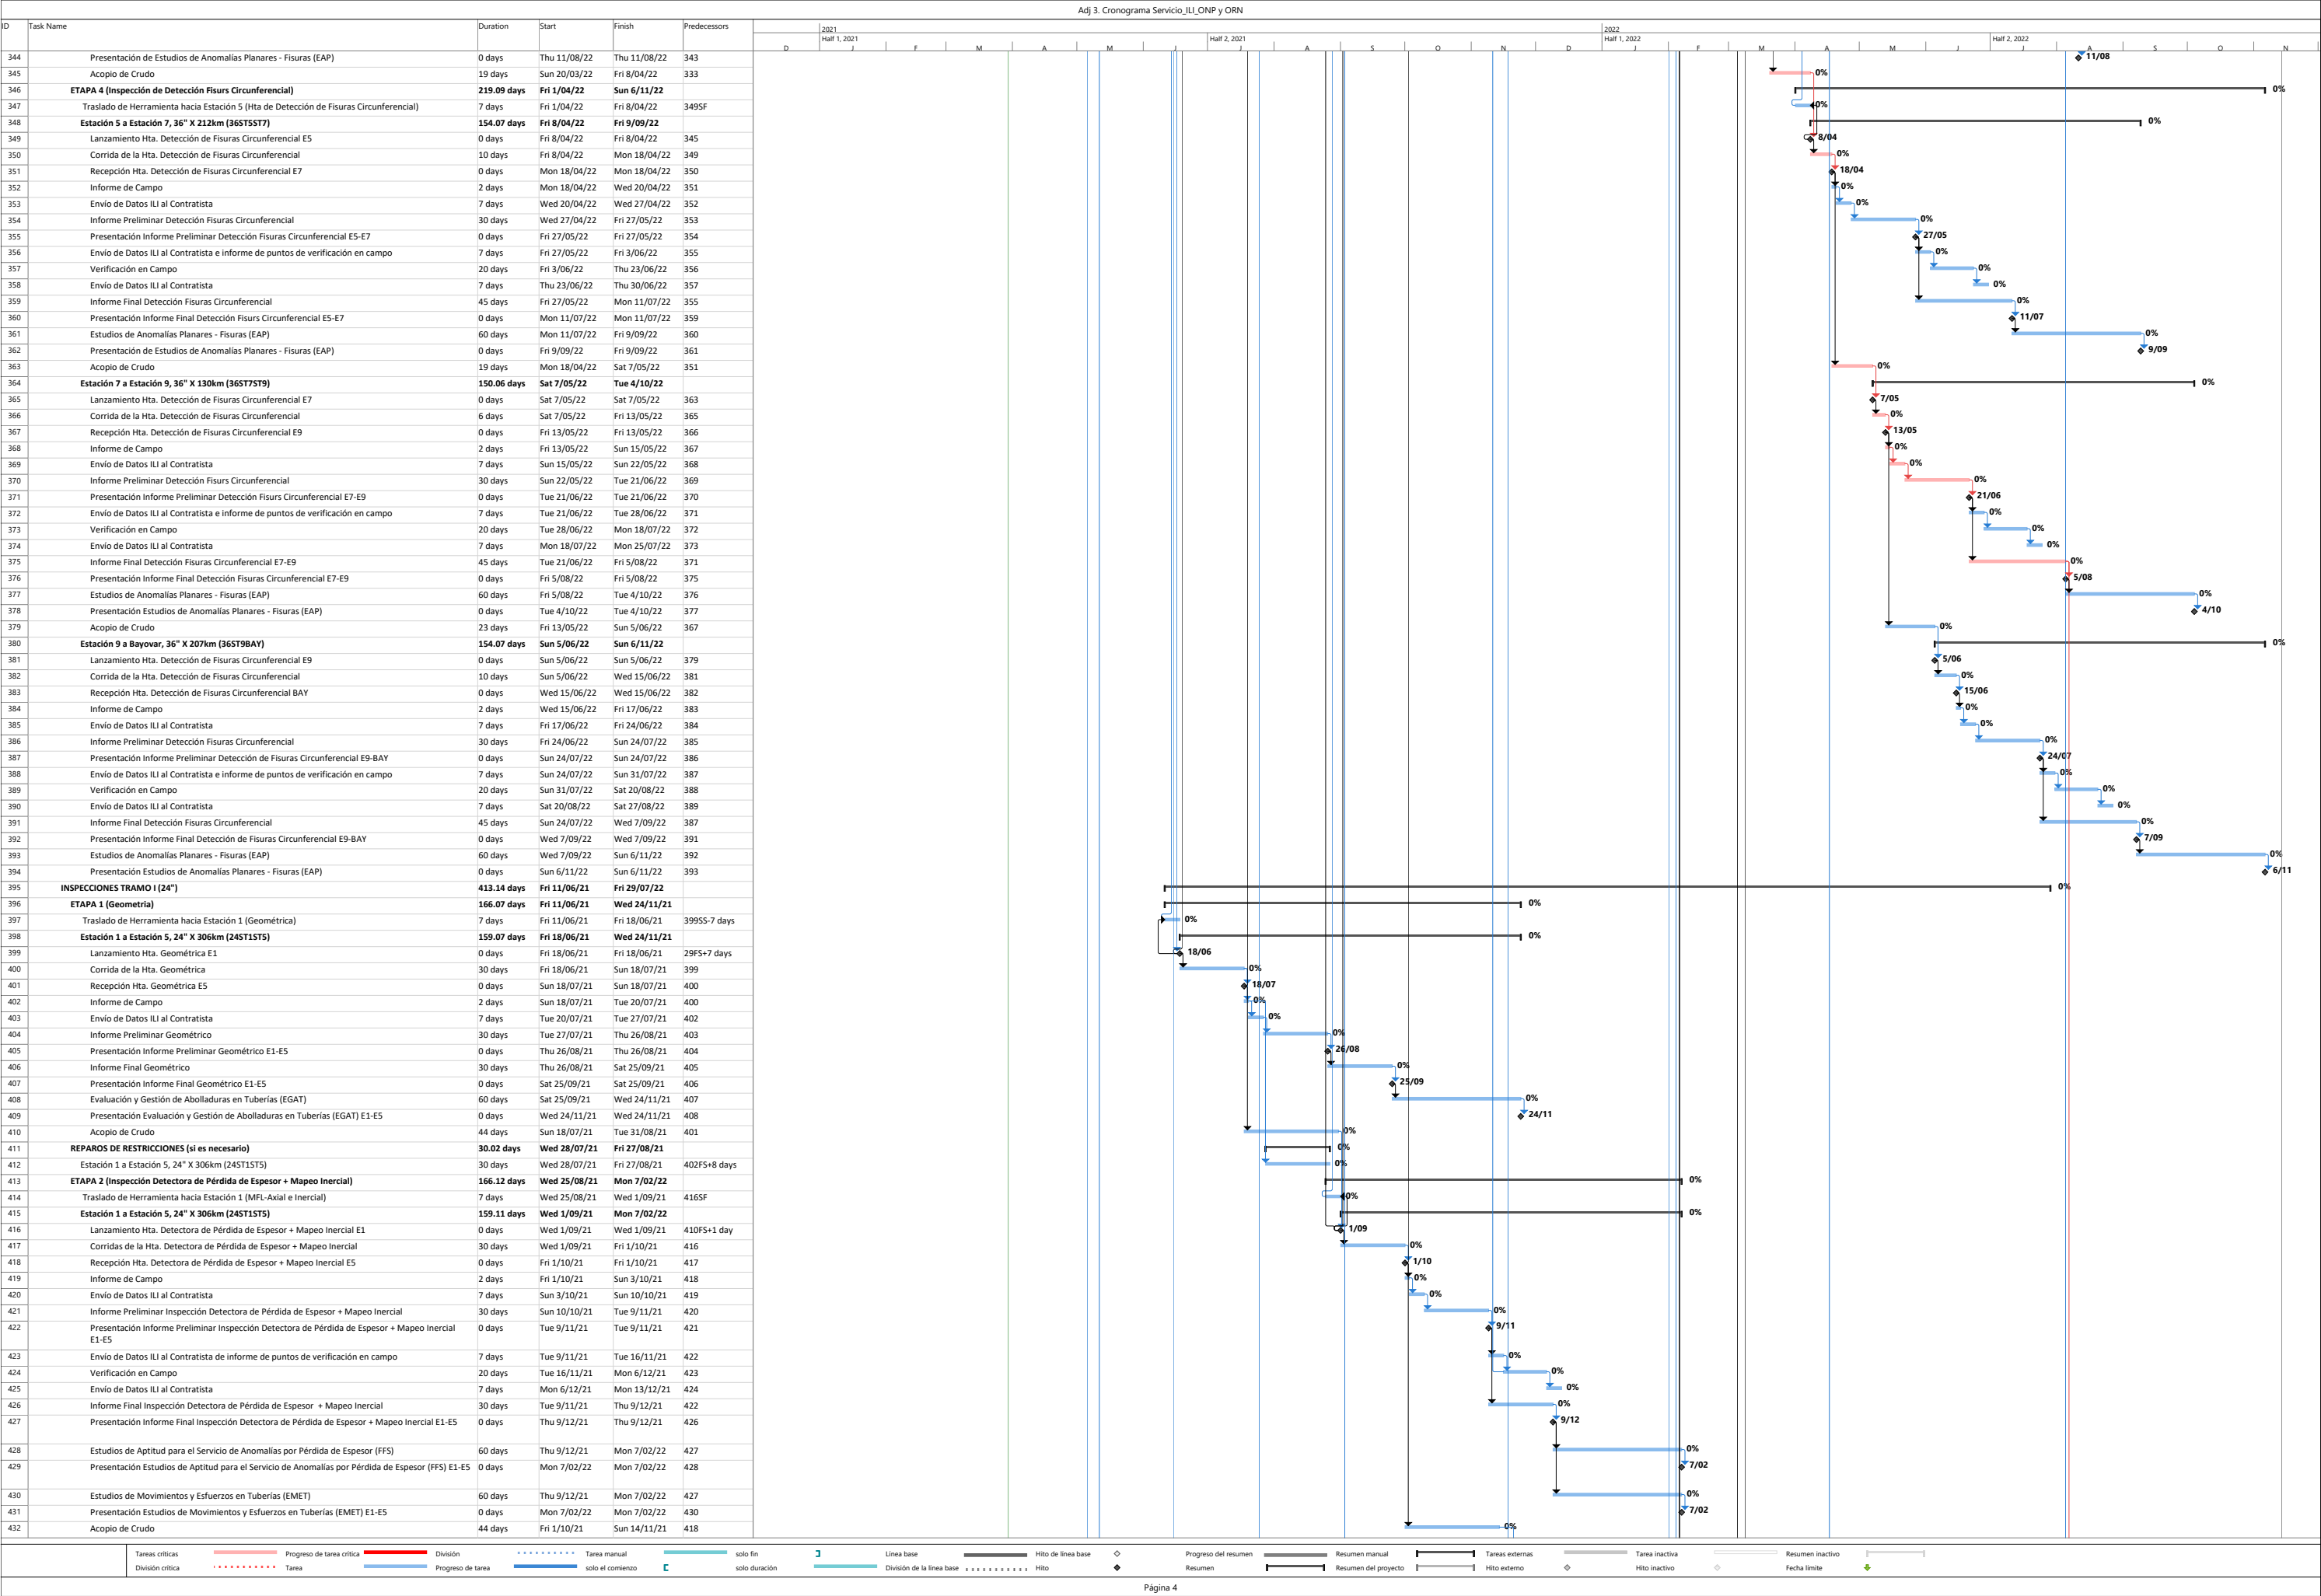 Adj 3. Cronograma Servicio_ILI_ONP y ORN
ID Task Name Duration Start Finish Predecessors
2021 2022
Half 1, 2021 Half 2, 2021 Half 1, 2022 Half 2, 2022
D J F M A M J J A S O N D J F M A M J J A S O N
344 Presentación de Estudios de Anomalías Planares - Fisuras (EAP) 0 days Thu 11/08/22 Thu 11/08/22 343 11/08
345 Acopio de Crudo 19 days Sun 20/03/22 Fri 8/04/22 333 0%
346 ETAPA 4 (Inspección de Detección Fisurs Circunferencial) 219.09 days Fri 1/04/22 Sun 6/11/22 0%
347 Traslado de Herramienta hacia Estación 5 (Hta de Detección de Fisuras Circunferencial) 7 days Fri 1/04/22 Fri 8/04/22 349SF 0%
348 Estación 5 a Estación 7, 36" X 212km (36ST5ST7) 154.07 days Fri 8/04/22 Fri 9/09/22 0%
349 Lanzamiento Hta. Detección de Fisuras Circunferencial E5 0 days Fri 8/04/22 Fri 8/04/22 345 8/04
350 Corrida de la Hta. Detección de Fisuras Circunferencial 10 days Fri 8/04/22 Mon 18/04/22 349 0%
351 Recepción Hta. Detección de Fisuras Circunferencial E7 0 days Mon 18/04/22 Mon 18/04/22 350 18/04
352 Informe de Campo 2 days Mon 18/04/22 Wed 20/04/22 351 0%
353 Envío de Datos ILI al Contratista 7 days Wed 20/04/22 Wed 27/04/22 352 0%
354 Informe Preliminar Detección Fisuras Circunferencial 30 days Wed 27/04/22 Fri 27/05/22 353 0%
355 Presentación Informe Preliminar Detección Fisuras Circunferencial E5-E7 0 days Fri 27/05/22 Fri 27/05/22 354 27/05
356 Envío de Datos ILI al Contratista e informe de puntos de verificación en campo 7 days Fri 27/05/22 Fri 3/06/22 355 0%
357 Verificación en Campo 20 days Fri 3/06/22 Thu 23/06/22 356 0%
358 Envío de Datos ILI al Contratista 7 days Thu 23/06/22 Thu 30/06/22 357 0%
359 Informe Final Detección Fisuras Circunferencial 45 days Fri 27/05/22 Mon 11/07/22 355 0%
360 Presentación Informe Final Detección Fisurs Circunferencial E5-E7 0 days Mon 11/07/22 Mon 11/07/22 359 11/07
361 Estudios de Anomalías Planares - Fisuras (EAP) 60 days Mon 11/07/22 Fri 9/09/22 360 0%
362 Presentación de Estudios de Anomalías Planares - Fisuras (EAP) 0 days Fri 9/09/22 Fri 9/09/22 361 9/09
363 Acopio de Crudo 19 days Mon 18/04/22 Sat 7/05/22 351 0%
364 Estación 7 a Estación 9, 36" X 130km (36ST7ST9) 150.06 days Sat 7/05/22 Tue 4/10/22 0%
365 Lanzamiento Hta. Detección de Fisuras Circunferencial E7 0 days Sat 7/05/22 Sat 7/05/22 363 7/05
366 Corrida de la Hta. Detección de Fisuras Circunferencial 6 days Sat 7/05/22 Fri 13/05/22 365 0%
367 Recepción Hta. Detección de Fisuras Circunferencial E9 0 days Fri 13/05/22 Fri 13/05/22 366 13/05
368 Informe de Campo 2 days Fri 13/05/22 Sun 15/05/22 367 0%
369 Envío de Datos ILI al Contratista 7 days Sun 15/05/22 Sun 22/05/22 368 0%
370 Informe Preliminar Detección Fisurs Circunferencial 30 days Sun 22/05/22 Tue 21/06/22 369 0%
371 Presentación Informe Preliminar Detección Fisurs Circunferencial E7-E9 0 days Tue 21/06/22 Tue 21/06/22 370 21/06
372 Envío de Datos ILI al Contratista e informe de puntos de verificación en campo 7 days Tue 21/06/22 Tue 28/06/22 371 0%
373 Verificación en Campo 20 days Tue 28/06/22 Mon 18/07/22 372 0%
374 Envío de Datos ILI al Contratista 7 days Mon 18/07/22 Mon 25/07/22 373 0%
375 Informe Final Detección Fisuras Circunferencial E7-E9 45 days Tue 21/06/22 Fri 5/08/22 371 0%
376 Presentación Informe Final Detección Fisuras Circunferencial E7-E9 0 days Fri 5/08/22 Fri 5/08/22 375 5/08
377 Estudios de Anomalías Planares - Fisuras (EAP) 60 days Fri 5/08/22 Tue 4/10/22 376 0%
378 Presentación Estudios de Anomalías Planares - Fisuras (EAP) 0 days Tue 4/10/22 Tue 4/10/22 377 4/10
379 Acopio de Crudo 23 days Fri 13/05/22 Sun 5/06/22 367 0%
380 Estación 9 a Bayovar, 36" X 207km (36ST9BAY) 154.07 days Sun 5/06/22 Sun 6/11/22 0%
381 Lanzamiento Hta. Detección de Fisuras Circunferencial E9 0 days Sun 5/06/22 Sun 5/06/22 379 5/06
382 Corrida de la Hta. Detección de Fisuras Circunferencial 10 days Sun 5/06/22 Wed 15/06/22 381 0%
383 Recepción Hta. Detección de Fisuras Circunferencial BAY 0 days Wed 15/06/22 Wed 15/06/22 382 15/06
384 Informe de Campo 2 days Wed 15/06/22 Fri 17/06/22 383 0%
385 Envío de Datos ILI al Contratista 7 days Fri 17/06/22 Fri 24/06/22 384 0%
386 Informe Preliminar Detección Fisuras Circunferencial 30 days Fri 24/06/22 Sun 24/07/22 385 0%
387 Presentación Informe Preliminar Detección de Fisuras Circunferencial E9-BAY 0 days Sun 24/07/22 Sun 24/07/22 386 24/07
388 Envío de Datos ILI al Contratista e informe de puntos de verificación en campo 7 days Sun 24/07/22 Sun 31/07/22 387 0%
389 Verificación en Campo 20 days Sun 31/07/22 Sat 20/08/22 388 0%
390 Envío de Datos ILI al Contratista 7 days Sat 20/08/22 Sat 27/08/22 389 0%
391 Informe Final Detección Fisuras Circunferencial 45 days Sun 24/07/22 Wed 7/09/22 387 0%
392 Presentación Informe Final Detección de Fisuras Circunferencial E9-BAY 0 days Wed 7/09/22 Wed 7/09/22 391 7/09
393 Estudios de Anomalías Planares - Fisuras (EAP) 60 days Wed 7/09/22 Sun 6/11/22 392 0%
394 Presentación Estudios de Anomalías Planares - Fisuras (EAP) 0 days Sun 6/11/22 Sun 6/11/22 393 6/11
395 INSPECCIONES TRAMO I (24") 413.14 days Fri 11/06/21 Fri 29/07/22 0%
396 ETAPA 1 (Geometria) 166.07 days Fri 11/06/21 Wed 24/11/21 0%
397 Traslado de Herramienta hacia Estación 1 (Geométrica) 7 days Fri 11/06/21 Fri 18/06/21 399SS-7 days 0%
398 Estación 1 a Estación 5, 24" X 306km (24ST1ST5) 159.07 days Fri 18/06/21 Wed 24/11/21 0%
399 Lanzamiento Hta. Geométrica E1 0 days Fri 18/06/21 Fri 18/06/21 29FS+7 days 18/06
400 Corrida de la Hta. Geométrica 30 days Fri 18/06/21 Sun 18/07/21 399 0%
401 Recepción Hta. Geométrica E5 0 days Sun 18/07/21 Sun 18/07/21 400 18/07
402 Informe de Campo 2 days Sun 18/07/21 Tue 20/07/21 400 0%
403 Envío de Datos ILI al Contratista 7 days Tue 20/07/21 Tue 27/07/21 402 0%
404 Informe Preliminar Geométrico 30 days Tue 27/07/21 Thu 26/08/21 403 0%
405 Presentación Informe Preliminar Geométrico E1-E5 0 days Thu 26/08/21 Thu 26/08/21 404 26/08
406 Informe Final Geométrico 30 days Thu 26/08/21 Sat 25/09/21 405 0%
407 Presentación Informe Final Geométrico E1-E5 0 days Sat 25/09/21 Sat 25/09/21 406 25/09
408 Evaluación y Gestión de Abolladuras en Tuberías (EGAT) 60 days Sat 25/09/21 Wed 24/11/21 407 0%
409 Presentación Evaluación y Gestión de Abolladuras en Tuberías (EGAT) E1-E5 0 days Wed 24/11/21 Wed 24/11/21 408 24/11
410 Acopio de Crudo 44 days Sun 18/07/21 Tue 31/08/21 401 0%
411 REPAROS DE RESTRICCIONES (si es necesario) 30.02 days Wed 28/07/21 Fri 27/08/21 0%
412 Estación 1 a Estación 5, 24" X 306km (24ST1ST5) 30 days Wed 28/07/21 Fri 27/08/21 402FS+8 days 0%
413 ETAPA 2 (Inspección Detectora de Pérdida de Espesor + Mapeo Inercial) 166.12 days Wed 25/08/21 Mon 7/02/22 0%
414 Traslado de Herramienta hacia Estación 1 (MFL-Axial e Inercial) 7 days Wed 25/08/21 Wed 1/09/21 416SF 0%
415 Estación 1 a Estación 5, 24" X 306km (24ST1ST5) 159.11 days Wed 1/09/21 Mon 7/02/22 0%
416 Lanzamiento Hta. Detectora de Pérdida de Espesor + Mapeo Inercial E1 0 days Wed 1/09/21 Wed 1/09/21 410FS+1 day 1/09
417 Corridas de la Hta. Detectora de Pérdida de Espesor + Mapeo Inercial 30 days Wed 1/09/21 Fri 1/10/21 416 0%
418 Recepción Hta. Detectora de Pérdida de Espesor + Mapeo Inercial E5 0 days Fri 1/10/21 Fri 1/10/21 417 1/10
419 Informe de Campo 2 days Fri 1/10/21 Sun 3/10/21 418 0%
420 Envío de Datos ILI al Contratista 7 days Sun 3/10/21 Sun 10/10/21 419 0%
421 Informe Preliminar Inspección Detectora de Pérdida de Espesor + Mapeo Inercial 30 days Sun 10/10/21 Tue 9/11/21 420 0%
422 Presentación Informe Preliminar Inspección Detectora de Pérdida de Espesor + Mapeo Inercial 0 days Tue 9/11/21 Tue 9/11/21 421 9/11
E1-E5
423 Envío de Datos ILI al Contratista de informe de puntos de verificación en campo 7 days Tue 9/11/21 Tue 16/11/21 422 0%
424 Verificación en Campo 20 days Tue 16/11/21 Mon 6/12/21 423 0%
425 Envío de Datos ILI al Contratista 7 days Mon 6/12/21 Mon 13/12/21 424 0%
426 Informe Final Inspección Detectora de Pérdida de Espesor + Mapeo Inercial 30 days Tue 9/11/21 Thu 9/12/21 422 0%
427 Presentación Informe Final Inspección Detectora de Pérdida de Espesor + Mapeo Inercial E1-E5 0 days Thu 9/12/21 Thu 9/12/21 426 9/12
428 Estudios de Aptitud para el Servicio de Anomalías por Pérdida de Espesor (FFS) 60 days Thu 9/12/21 Mon 7/02/22 427 0%
429 Presentación Estudios de Aptitud para el Servicio de Anomalías por Pérdida de Espesor (FFS) E1-E5 0 days Mon 7/02/22 Mon 7/02/22 428 7/02
430 Estudios de Movimientos y Esfuerzos en Tuberías (EMET) 60 days Thu 9/12/21 Mon 7/02/22 427 0%
431 Presentación Estudios de Movimientos y Esfuerzos en Tuberías (EMET) E1-E5 0 days Mon 7/02/22 Mon 7/02/22 430 7/02
432 Acopio de Crudo 44 days Fri 1/10/21 Sun 14/11/21 418 0%
Tareas críticas Progreso de tarea crítica División Tarea manual solo fin Línea base Hito de línea base Progreso del resumen Resumen manual Tareas externas Tarea inactiva Resumen inactivo
División crítica Tarea Progreso de tarea solo el comienzo solo duración División de la línea base Hito Resumen Resumen del proyecto Hito externo Hito inactivo Fecha límite
Página 4